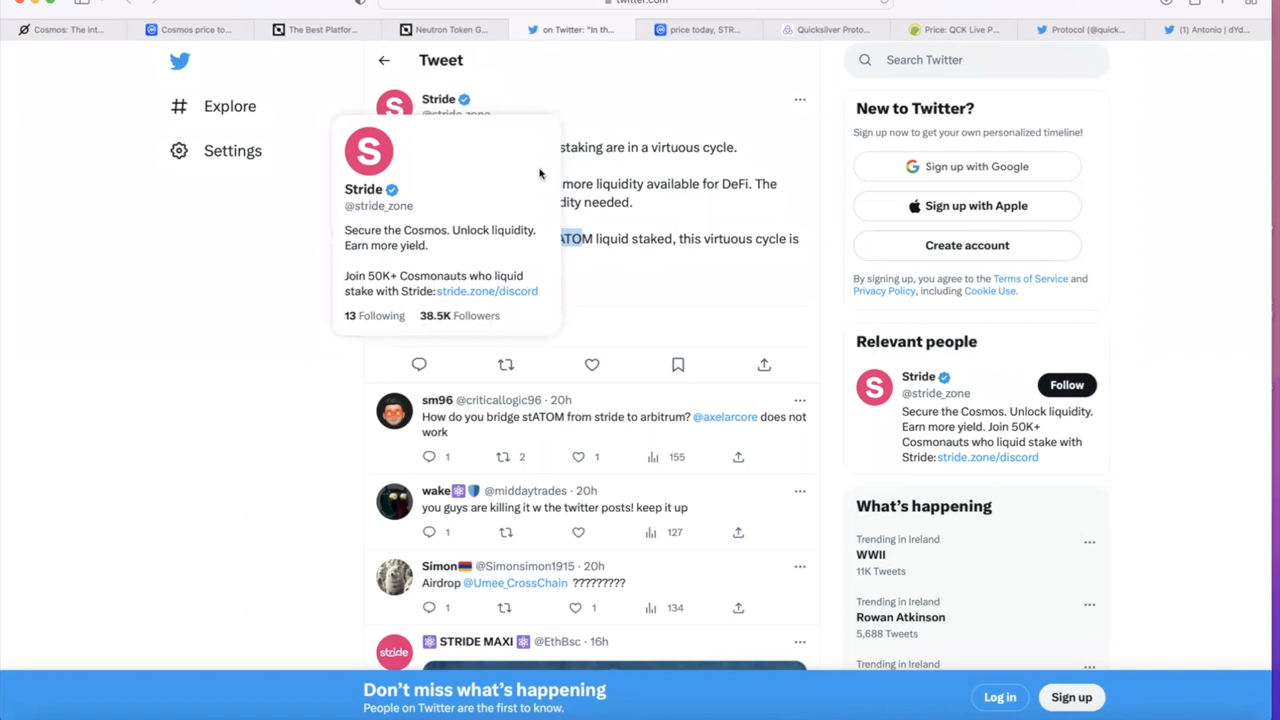 twitter.com
Cosmos: The Int...
Cosmos price to...
The Best Platfor...
Neutron Token G...
on Twitter: "In th...
price today, STR...
Quicksilver Proto...
Price: QCK Live P...
Protocol (@quick...
(1) Antonio | dYd...
Tweet
Search Twitter
Explore
Settings
Stride
@stride_zone
staking are in a virtuous cycle.
more liquidity available for DeFi. The
dity needed.
ATOM liquid staked, this virtuous cycle is
S
Stride
@stride_zone
Secure the Cosmos. Unlock liquidity.
Earn more yield.
Join 50K+ Cosmonauts who liquid
stake with Stride:stride.zone/discord
13 Following 38.5K Followers
sm96 @criticallogic96 · 20h
How do you bridge stATOM from stride to arbitrum? @axelarcore does not
work
1 2 1 155
wake @middaytrades · 20h
you guys are killing it w the twitter posts! keep it up
1 127
Simon @Simonsimon1915 · 20h
Airdrop @Umee_CrossChain ?????????
1 1 134
stride
STRIDE MAXI @EthBsc · 16h
New to Twitter?
Sign up now to get your own personalized timeline!
Sign up with Google
Sign up with Apple
Create account
By signing up, you agree to the Terms of Service and
Privacy Policy, including Cookie Use.
Relevant people
S
Stride
@stride_zone
Follow
Secure the Cosmos. Unlock liquidity.
Earn more yield. Join 50K+
Cosmonauts who liquid stake with
Stride:stride.zone/discord
What's happening
Trending in Ireland
WWII
11K Tweets
Trending in Ireland
Rowan Atkinson
5,688 Tweets
Trending in Ireland
Don't miss what's happening
People on Twitter are the first to know.
Log in
Sign up